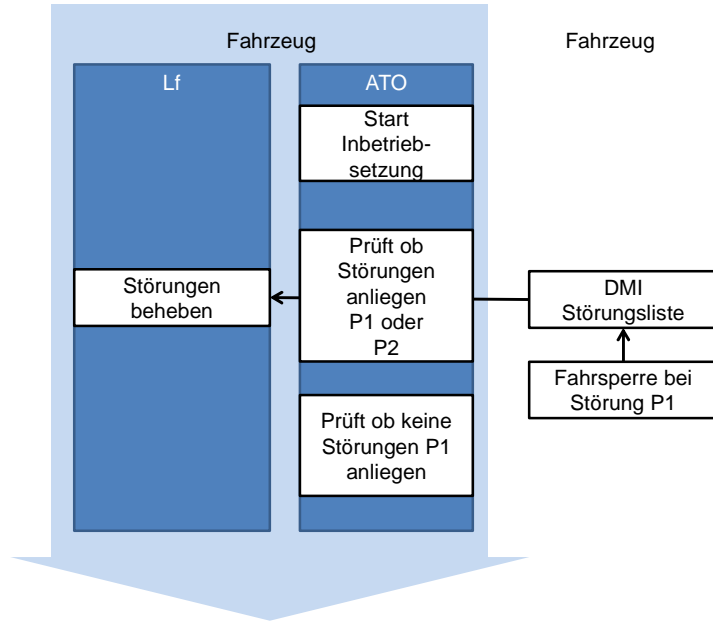 Fahrzeug
Fahrzeug
Lf
ATO
Start
Inbetrieb-
setzung
Prüft ob
Störungen
anliegen
P1 oder
P2
Störungen
beheben
DMI
Störungsliste
Fahrsperre bei
Störung P1
Prüft ob keine
Störungen P1
anliegen